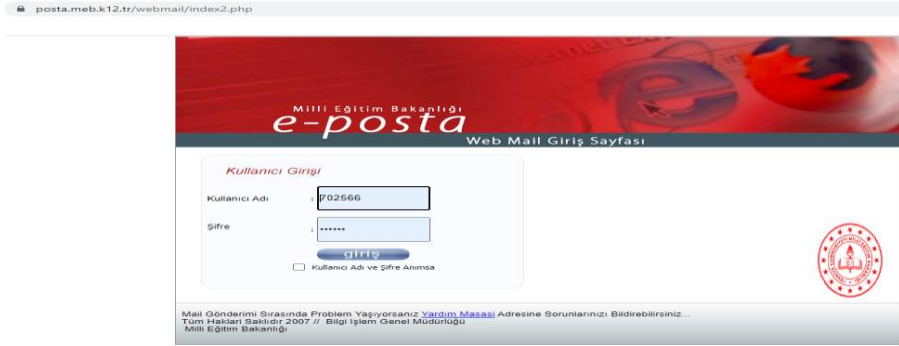 posta.meb.k12.tr/webmail/index2.php
Milli Eğitim Bakanlığı
e-posta
Web Mail Giriş Sayfası
Kullanıcı Girişi
Kullanıcı Adı : 702566
Şifre : ••••••
giriş
Kullanıcı Adı ve Şifre Anımsa
Mail Gönderimi Sırasında Problem Yaşıyorsanız Yardım Masasi Adresine Sorunlarınızı Bildirebilirsiniz...
Tüm Hakları Saklıdır 2007 // Bilgi İşlem Genel Müdürlüğü
Milli Eğitim Bakanlığı